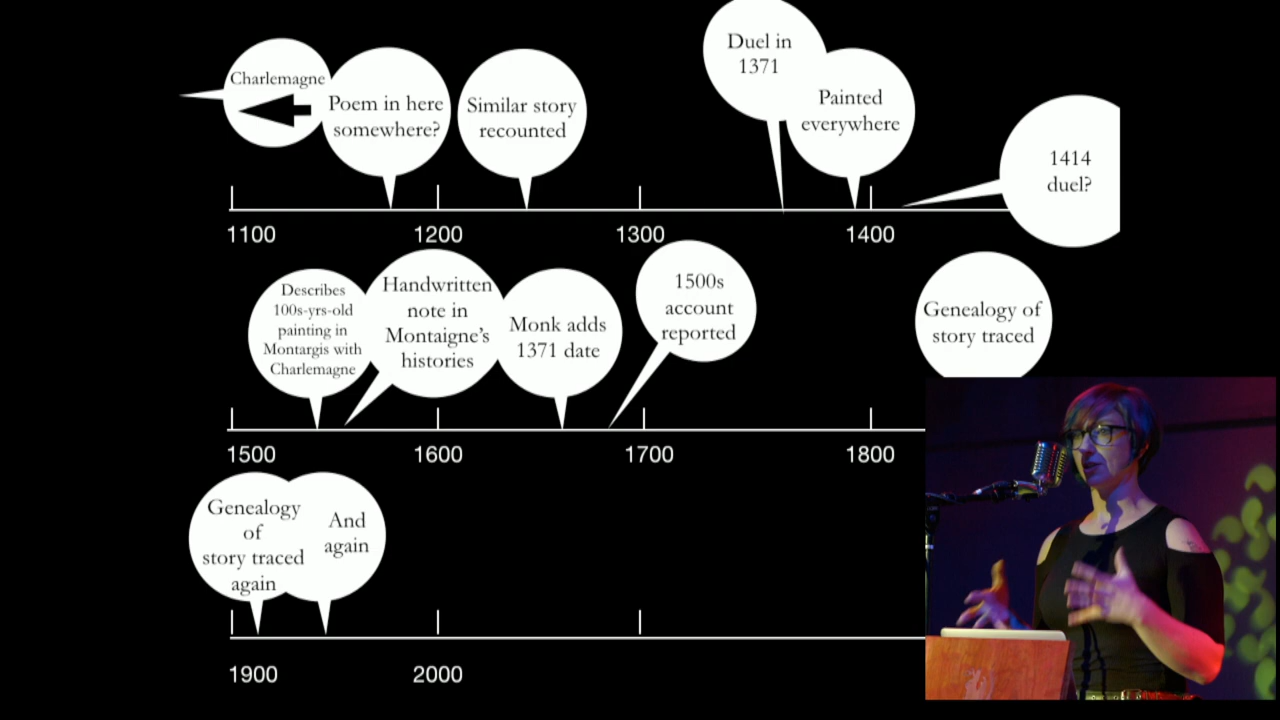 Charlemagne
Poem in here
somewhere?
Similar story
recounted
Duel in
1371
Painted
everywhere
1414
duel?
1100
1200
1300
1400
Describes
100s-yrs-old
painting in
Montargis with
Charlemagne
Handwritten
note in
Montaigne's
histories
Monk adds
1371 date
1500s
account
reported
Genealogy of
story traced
1500
1600
1700
1800
Genealogy
of
story traced
again
And
again
1900
2000